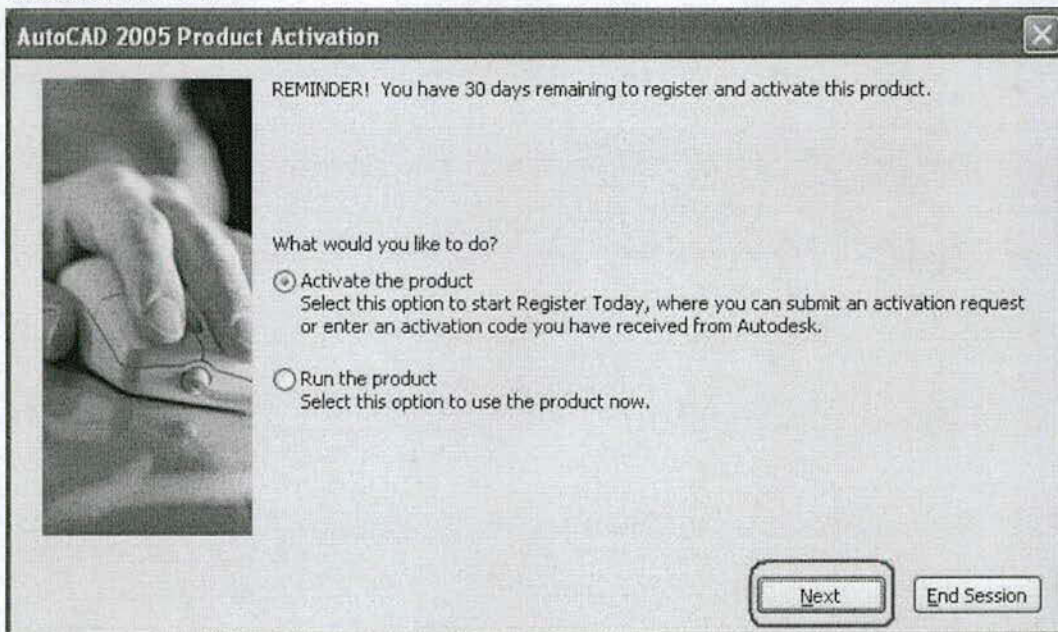 AutoCAD 2005 Product Activation
REMINDER! You have 30 days remaining to register and activate this product.
What would you like to do?
Activate the product
Select this option to start Register Today, where you can submit an activation request
or enter an activation code you have received from Autodesk.
Run the product
Select this option to use the product now.
Next
End Session